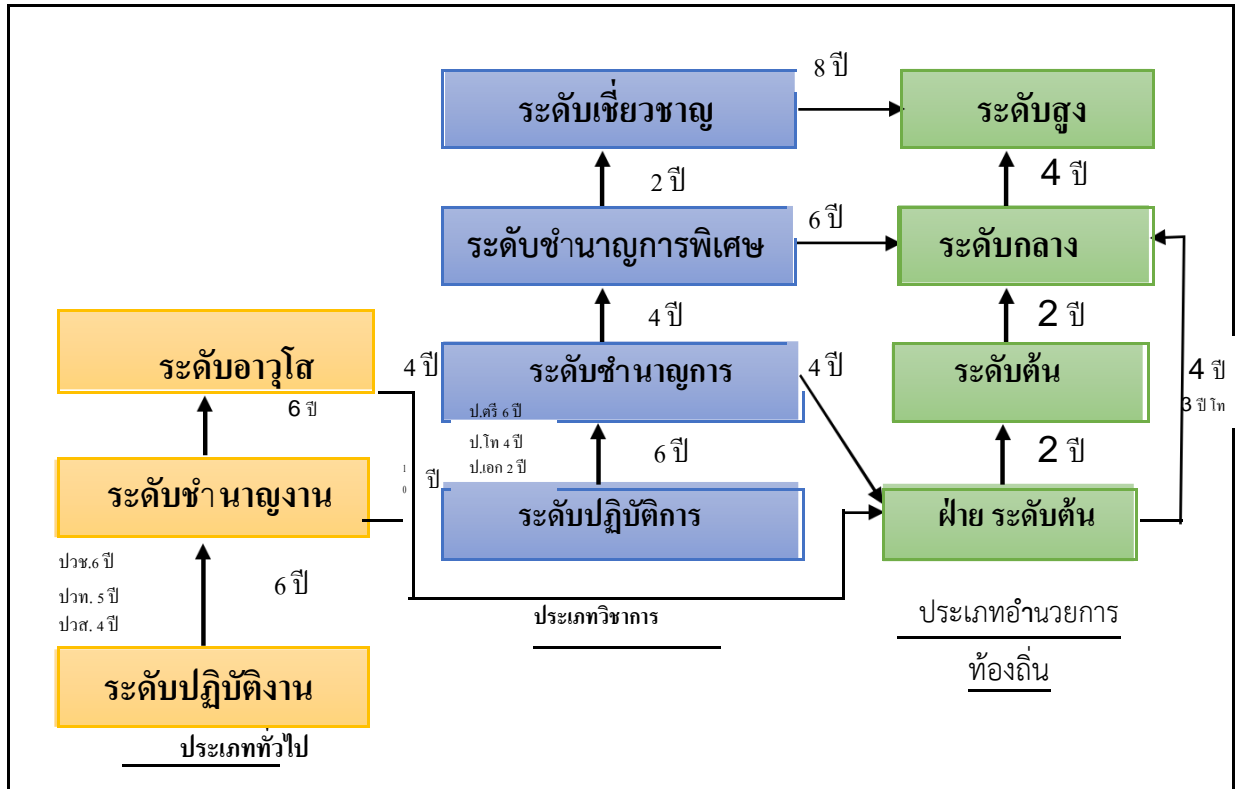 8 ปี
ระดับเชี่ยวชาญ
ระดับสูง
2 ปี
4 ปี
ระดับชำนาญการพิเศษ
6 ปี
ระดับกลาง
4 ปี
2 ปี
ระดับอาวุโส
4 ปี
ระดับชำนาญการ
4 ปี
ระดับต้น
4 ปี
3 ปี โท
6 ปี
ป.ตรี 6 ปี
ป.โท 4 ปี
ป.เอก 2 ปี
6 ปี
2 ปี
ระดับชำนาญงาน
1
0
ปี
ระดับปฏิบัติการ
ฝ่าย ระดับต้น
ปวช.6 ปี
ปวท. 5 ปี
ปวส. 4 ปี
6 ปี
ประเภทวิชาการ
ประเภทอำนวยการ
ท้องถิ่น
ระดับปฏิบัติงาน
ประเภททั่วไป